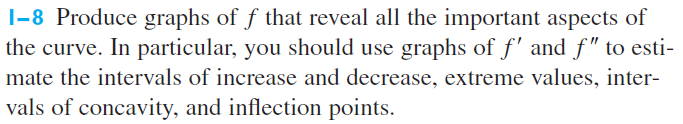 1–8 Produce graphs of f that reveal all the important aspects of
the curve. In particular, you should use graphs of f′ and f″ to esti-
mate the intervals of increase and decrease, extreme values, inter-
vals of concavity, and inflection points.